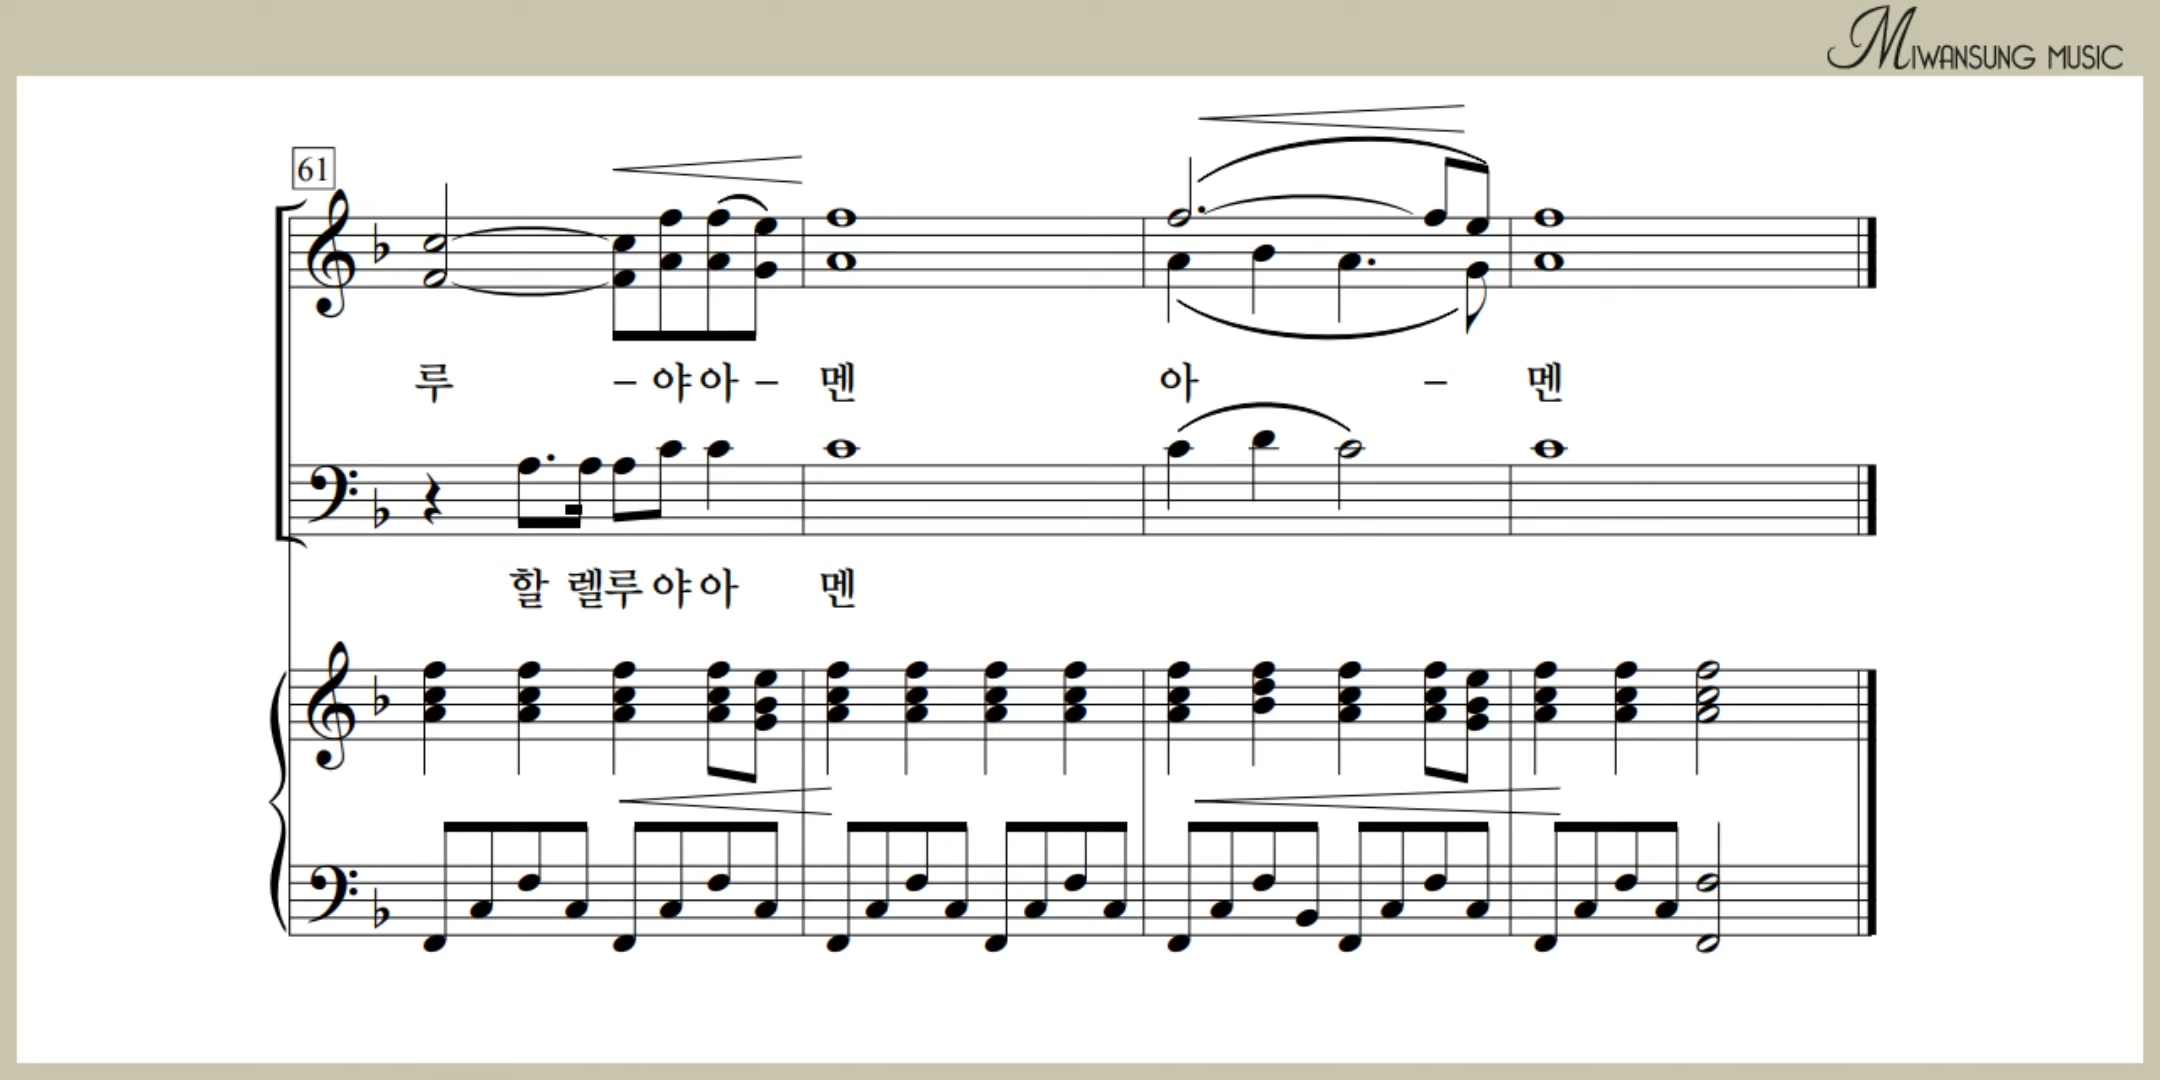 MIWANSUNG MUSIC
61
루 – 야 아 – 멘 아 – 멘
할 렐 루 야 아 멘